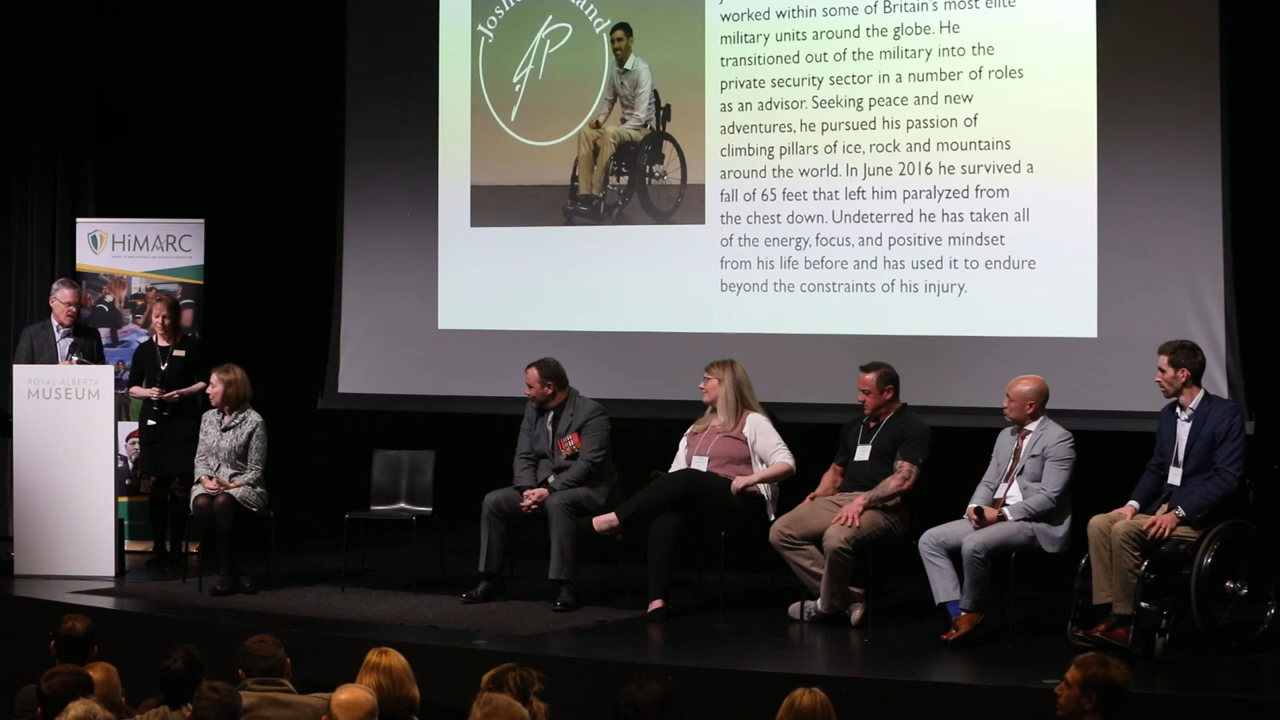 worked within some of Britain's most elite
military units around the globe. He
transitioned out of the military into the
private security sector in a number of roles
as an advisor. Seeking peace and new
adventures, he pursued his passion of
climbing pillars of ice, rock and mountains
around the world. In June 2016 he survived a
fall of 65 feet that left him paralyzed from
the chest down. Undeterred he has taken all
of the energy, focus, and positive mindset
from his life before and has used it to endure
beyond the constraints of his injury.
JP
HiMARC
ROYAL ALBERTA
MUSEUM